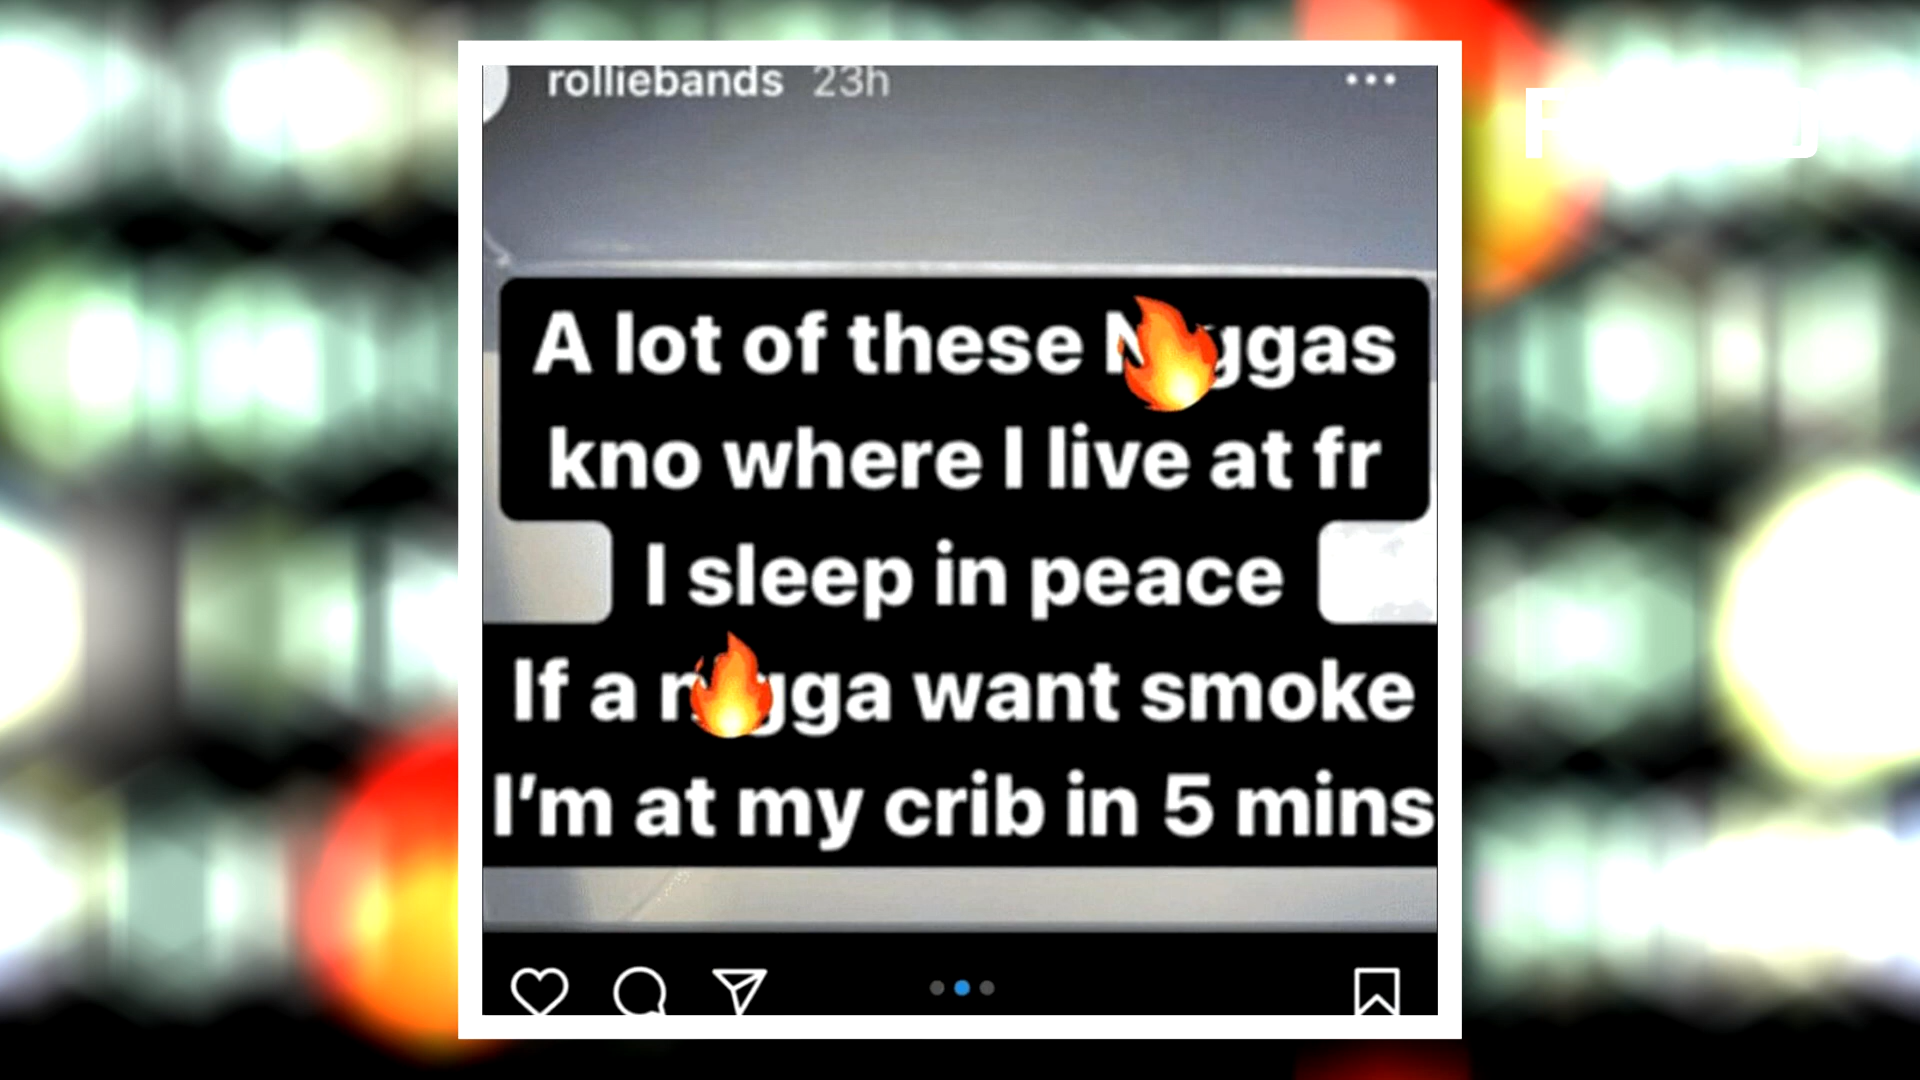 rolliebands 23h
A lot of these N🔥ggas
kno where I live at fr
I sleep in peace
If a n🔥gga want smoke
I'm at my crib in 5 mins